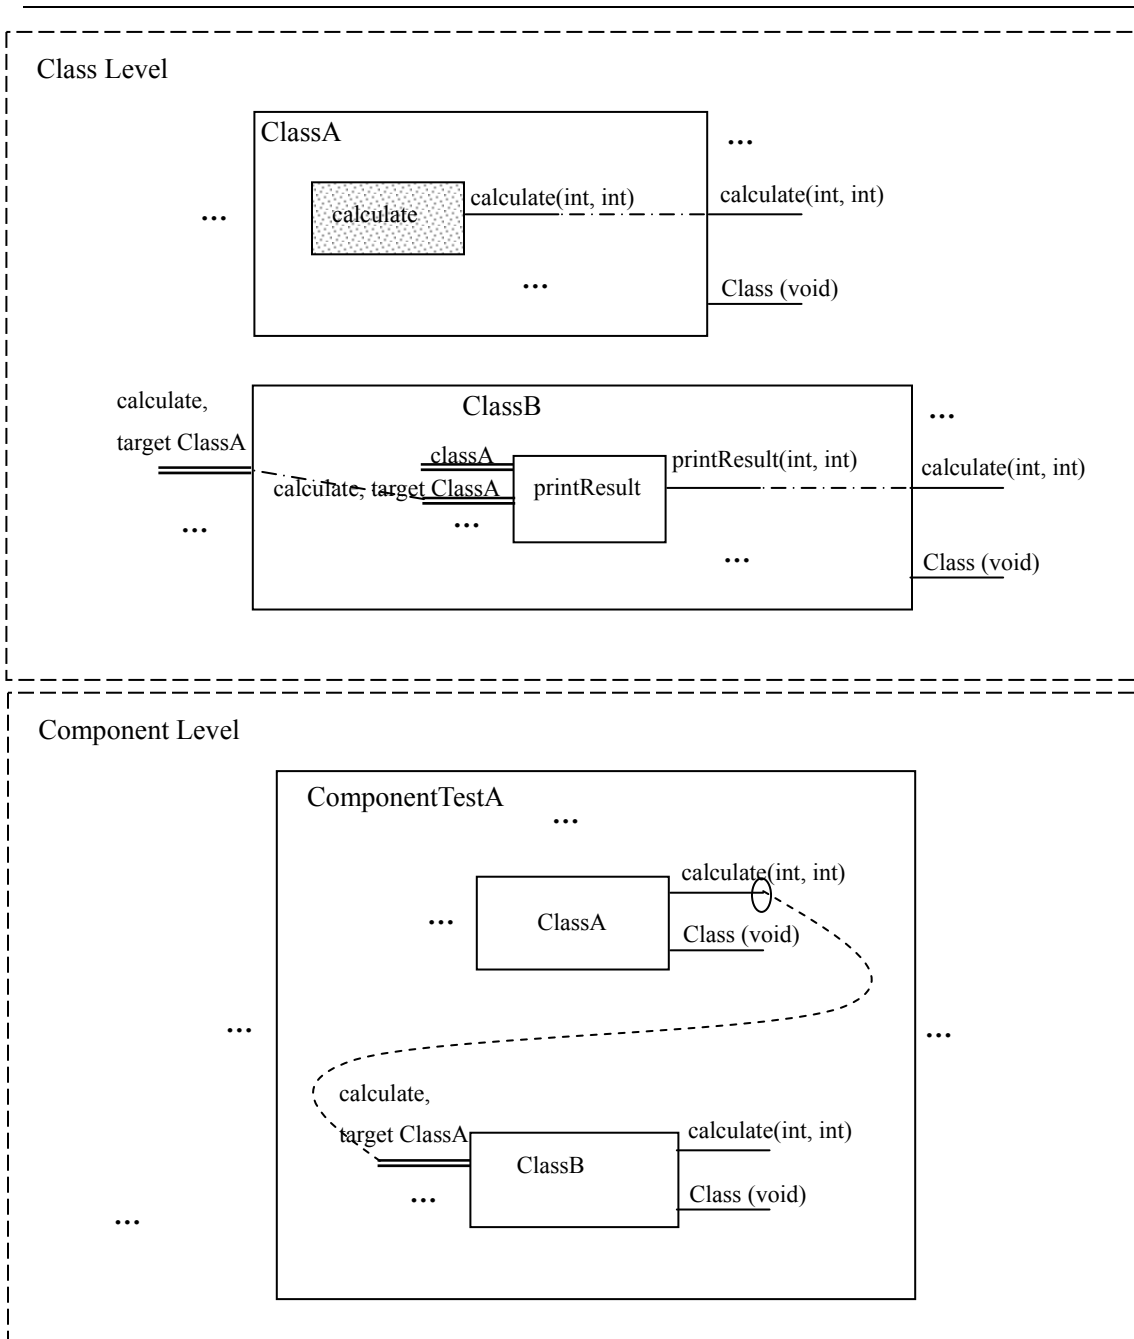 Class Level
ClassA
...
calculate
calculate(int, int)
calculate(int, int)
...
...
Class (void)
calculate,
target ClassA
ClassB
...
classA
printResult(int, int)
calculate(int, int)
calculate, target ClassA
printResult
...
...
...
Class (void)
Component Level
ComponentTestA
...
calculate(int, int)
...
ClassA
Class (void)
...
...
calculate,
target ClassA
calculate(int, int)
ClassB
...
Class (void)
...